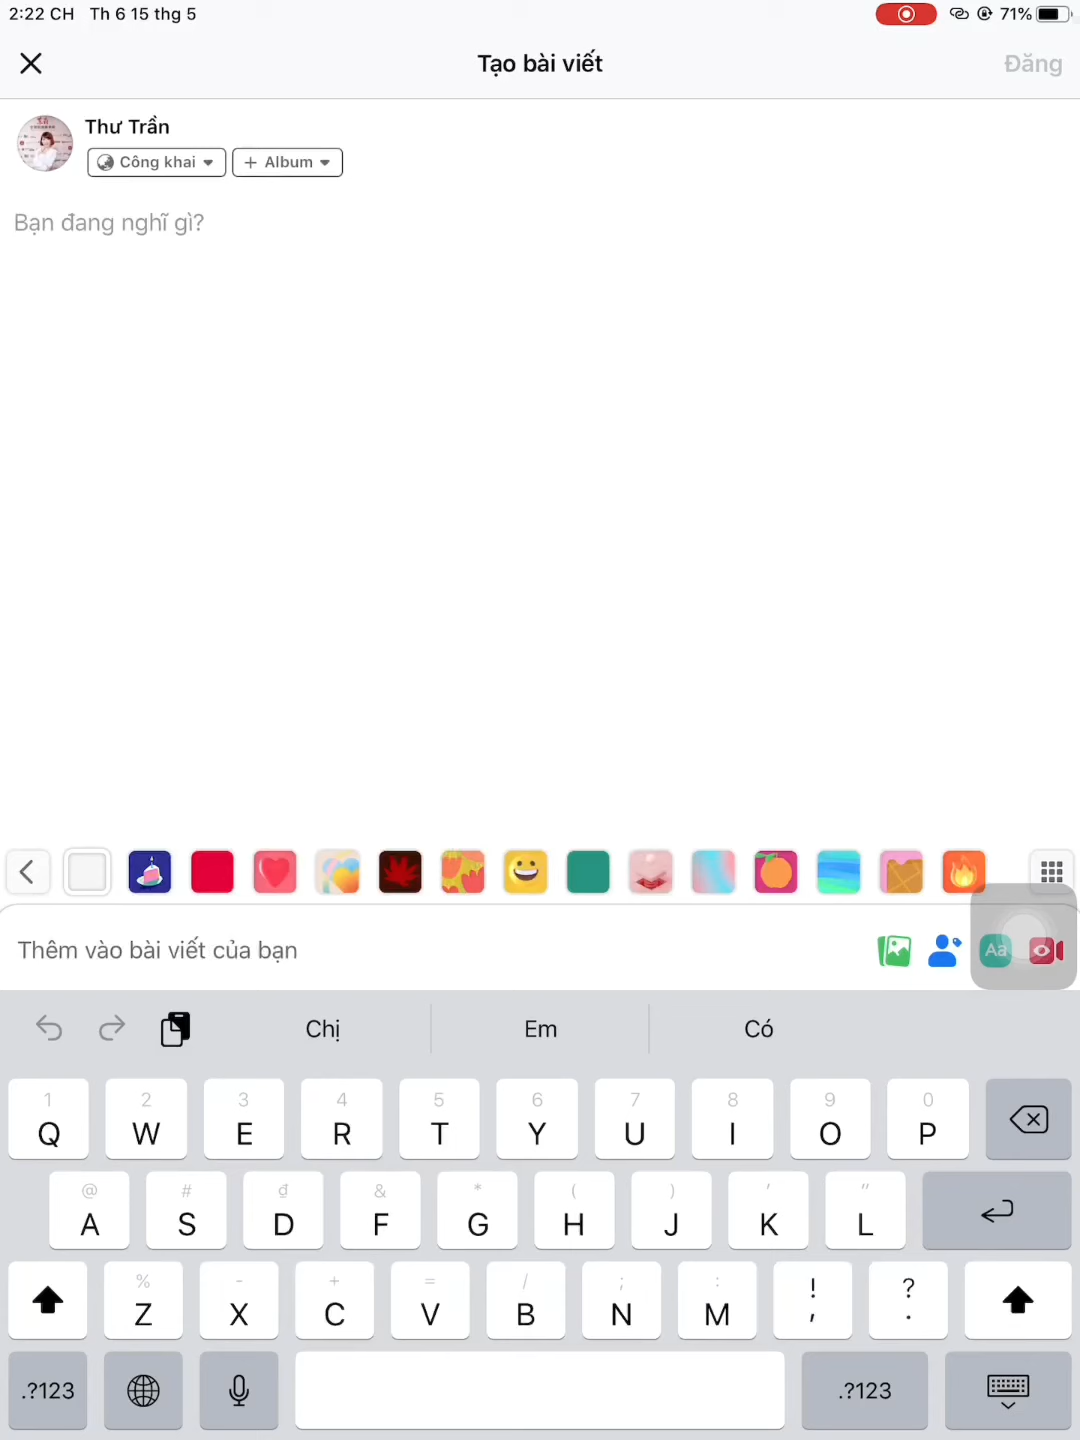 2:22 CH Th 6 15 thg 5 71%
Tạo bài viết Đăng
Thư Trần
Công khai + Album
Bạn đang nghĩ gì?
Thêm vào bài viết của bạn Aa
Chị Em Có
1 2 3 4 5 6 7 8 9 0
Q W E R T Y U I O P
@ # đ & * ( ) ' "
A S D F G H J K L
% - + = / ; : ! ?
Z X C V B N M , .
.?123 .?123